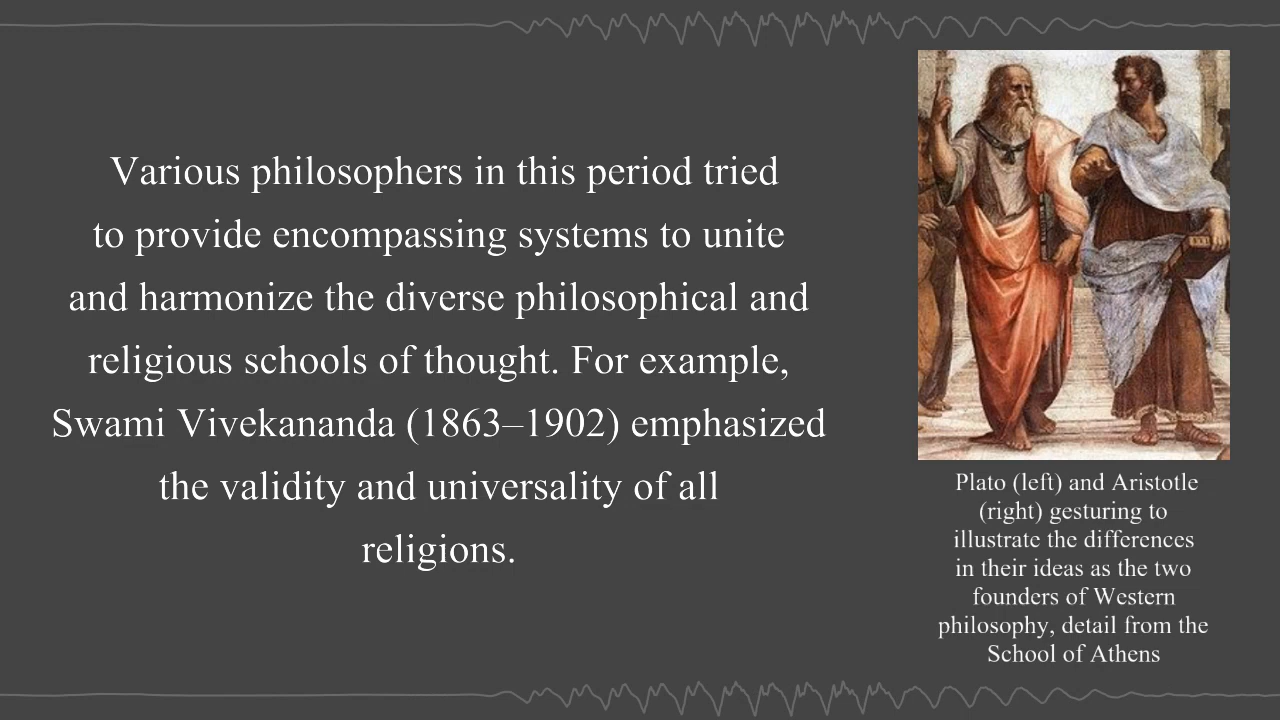 Various philosophers in this period tried
to provide encompassing systems to unite
and harmonize the diverse philosophical and
religious schools of thought. For example,
Swami Vivekananda (1863–1902) emphasized
the validity and universality of all
religions.
Plato (left) and Aristotle
(right) gesturing to
illustrate the differences
in their ideas as the two
founders of Western
philosophy, detail from the
School of Athens